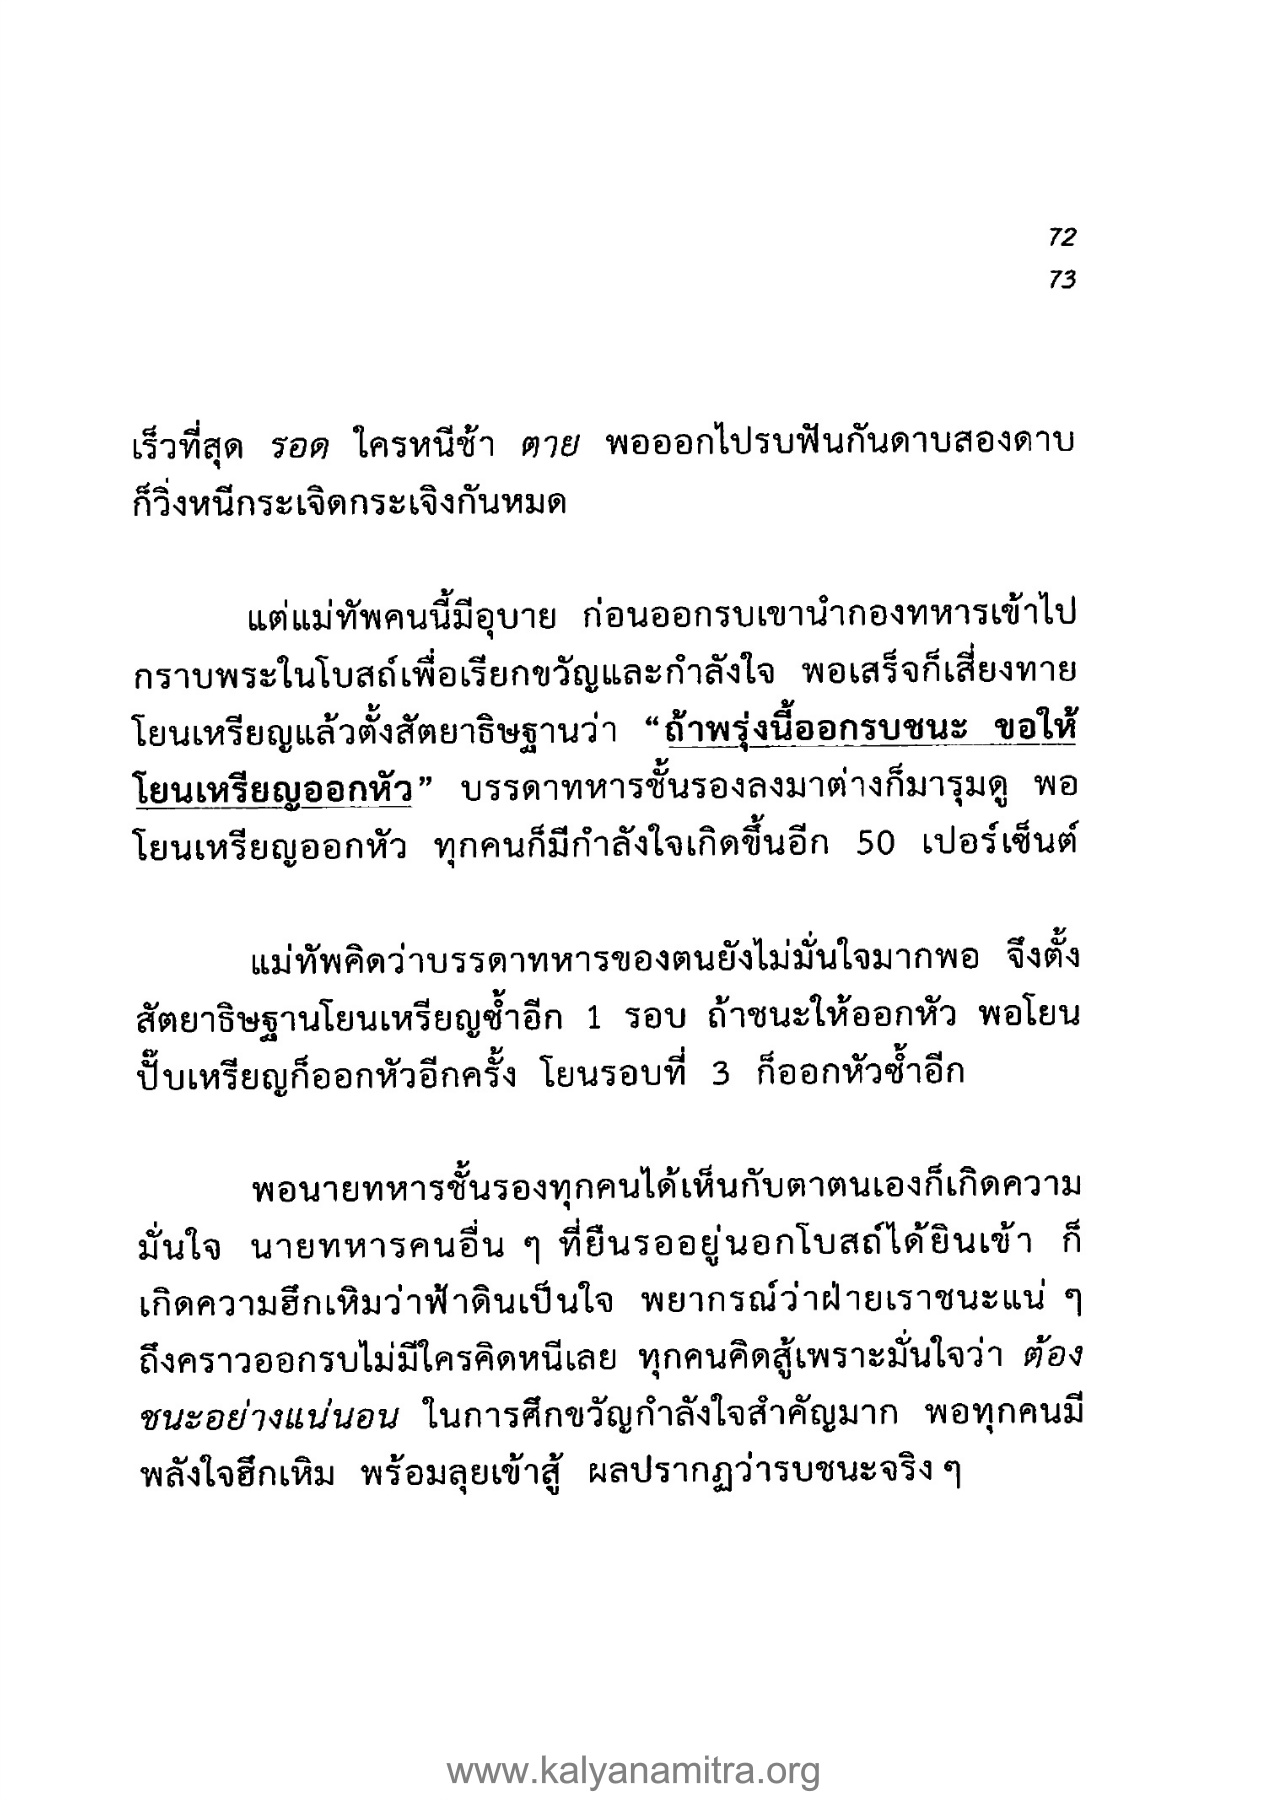 72
73
เร็วที่สุด รอด ใครหนีช้า ตาย พอออกไปรบฟันกันดาบสองดาบ
ก็วิ่งหนีกระเจิดกระเจิงกันหมด
แต่แม่ทัพคนนี้มีอุบาย ก่อนออกรบเขานำกองทหารเข้าไป
กราบพระในโบสถ์เพื่อเรียกขวัญและกำลังใจ พอเสร็จก็เสี่ยงทาย
โยนเหรียญแล้วตั้งสัตยาธิษฐานว่า “ถ้าพรุ่งนี้ออกรบชนะ ขอให้
โยนเหรียญออกหัว” บรรดาทหารชั้นรองลงมาต่างก็มารุมดู พอ
โยนเหรียญออกหัว ทุกคนก็มีกำลังใจเกิดขึ้นอีก 50 เปอร์เซ็นต์
แม่ทัพคิดว่าบรรดาทหารของตนยังไม่มั่นใจมากพอ จึงตั้ง
สัตยาธิษฐานโยนเหรียญซ้ำอีก 1 รอบ ถ้าชนะให้ออกหัว พอโยน
ปั๊บเหรียญก็ออกหัวอีกครั้ง โยนรอบที่ 3 ก็ออกหัวซ้ำอีก
พอนายทหารชั้นรองทุกคนได้เห็นกับตาตนเองก็เกิดความ
มั่นใจ นายทหารคนอื่น ๆ ที่ยืนรออยู่นอกโบสถ์ได้ยินเข้า ก็
เกิดความฮึกเหิมว่าฟ้าดินเป็นใจ พยากรณ์ว่าฝ่ายเราชนะแน่ ๆ
ถึงคราวออกรบไม่มีใครคิดหนีเลย ทุกคนคิดสู้เพราะมั่นใจว่า ต้อง
ชนะอย่างแน่นอน ในการศึกขวัญกำลังใจสำคัญมาก พอทุกคนมี
พลังใจฮึกเหิม พร้อมลุยเข้าสู้ ผลปรากฏว่ารบชนะจริง ๆ
www.kalyanamitra.org